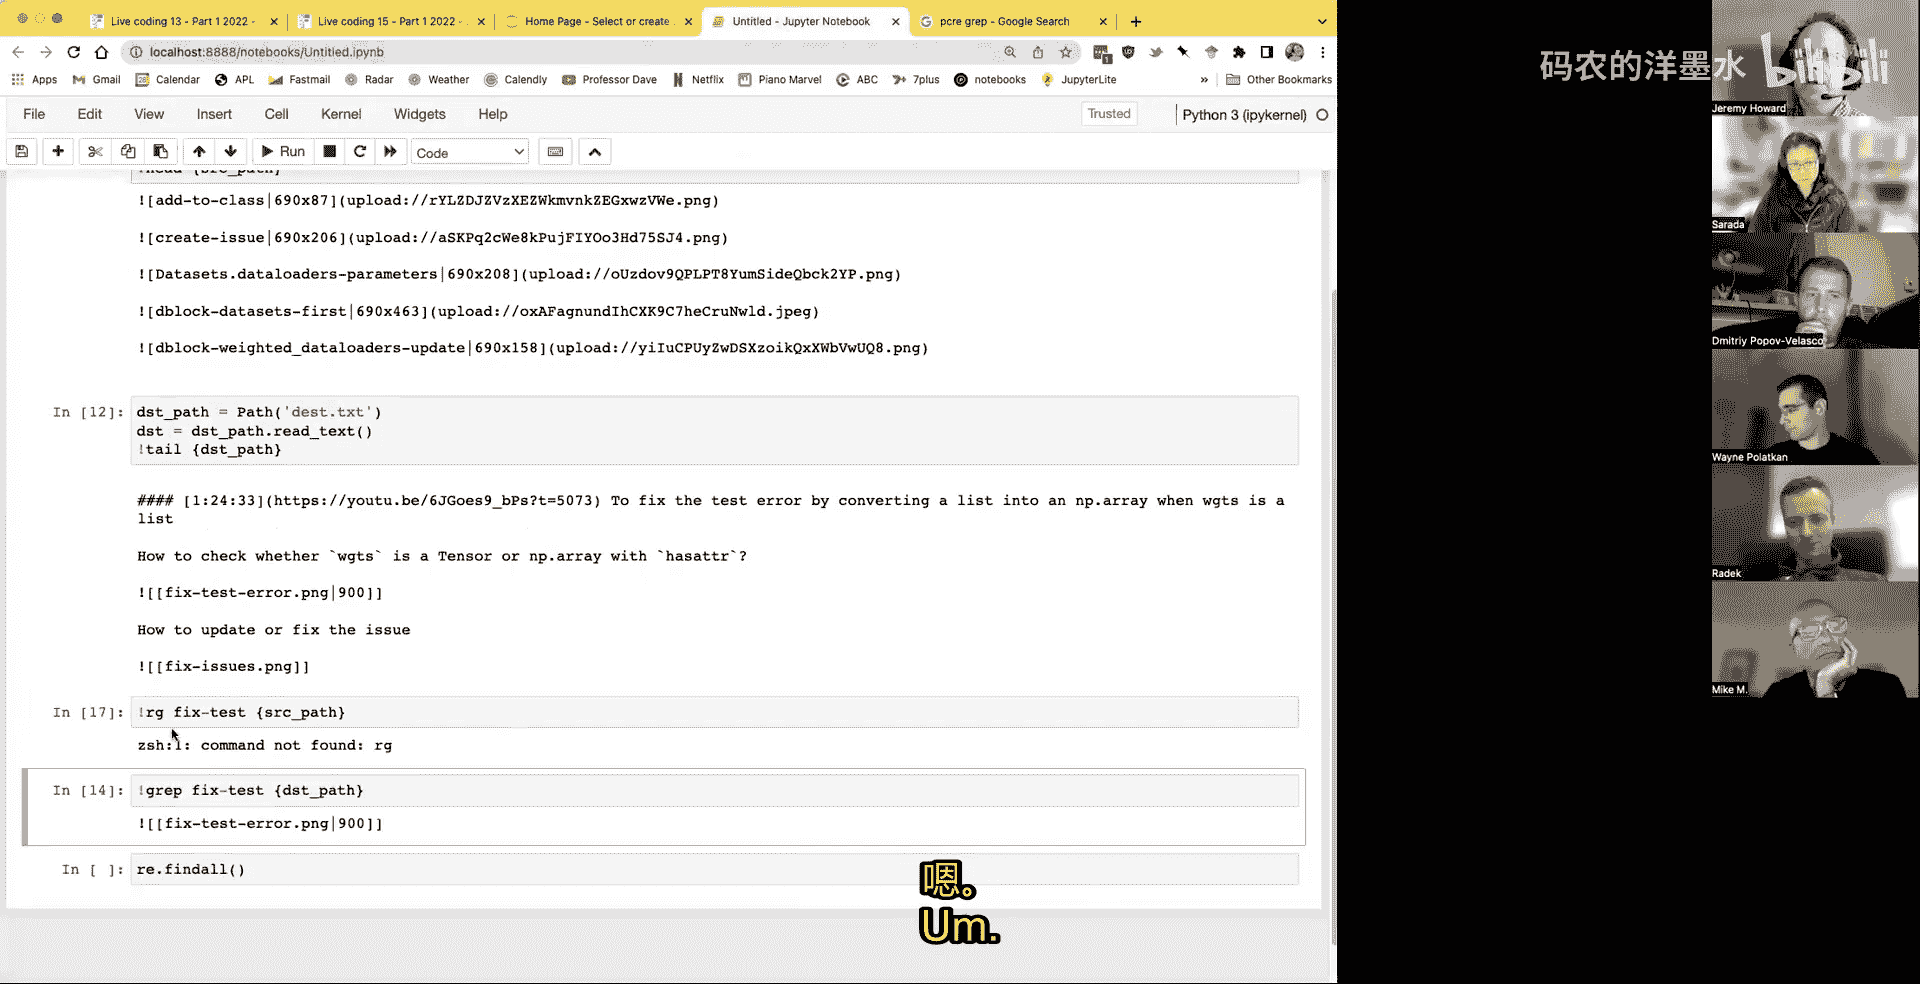 Live coding 13 - Part 1 2022 -
Live coding 15 - Part 1 2022 -
Home Page - Select or create
Untitled - Jupyter Notebook
pcre grep - Google Search
localhost:8888/notebooks/Untitled.ipynb
Apps
Gmail
Calendar
APL
Fastmail
Radar
Weather
Calendly
Professor Dave
Netflix
Piano Marvel
ABC
7plus
notebooks
JupyterLite
»
Other Bookmarks
File
Edit
View
Insert
Cell
Kernel
Widgets
Help
Trusted
Python 3 (ipykernel)
Run
Code
!head {src_path}
![add-to-class|690x87](upload://rYLZDJZVzXEZWkmvnkZEGxwzVWe.png)
![create-issue|690x206](upload://aSKPq2cWe8kPujFIYOo3Hd75SJ4.png)
![Datasets.dataloaders-parameters|690x208](upload://oUzdov9QPLPT8YumSideQbck2YP.png)
![dblock-datasets-first|690x463](upload://oxAFagnundIhCXK9C7heCruNwld.jpeg)
![dblock-weighted_dataloaders-update|690x158](upload://yiIuCPUyZwDSXzoikQxXWbVwUQ8.png)
In [12]:
dst_path = Path('dest.txt')
dst = dst_path.read_text()
!tail {dst_path}
#### [1:24:33](https://youtu.be/6JGoes9_bPs?t=5073) To fix the test error by converting a list into an np.array when wgts is a
list
How to check whether `wgts` is a Tensor or np.array with `hasattr`?
![[fix-test-error.png|900]]
How to update or fix the issue
![[fix-issues.png]]
In [17]:
!rg fix-test {src_path}
zsh:1: command not found: rg
In [14]:
!grep fix-test {dst_path}
![[fix-test-error.png|900]]
In [ ]:
re.findall()
嗯。
Um.
码农的洋墨水
bilibili
Jeremy Howard
Sarada
Dmitriy Popov-Velasco
Wayne Polatkan
Radek
Mike M.